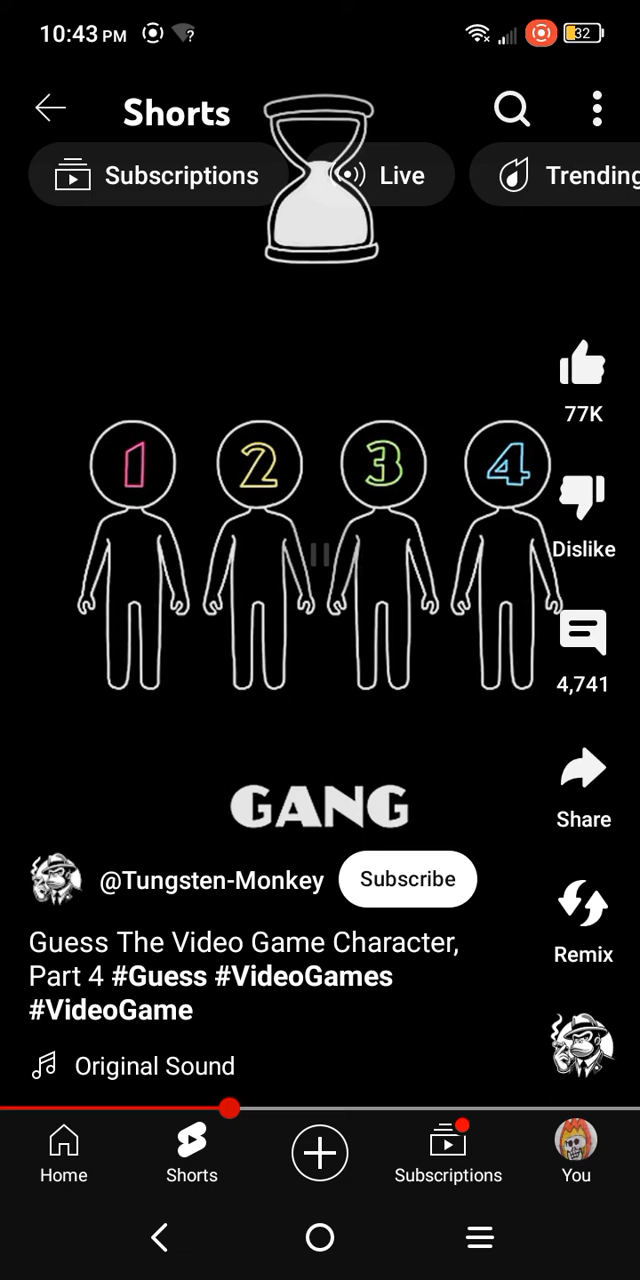 10:43 PM
32
Shorts
Subscriptions
Live
Trending
77K
1 2 3 4
Dislike
4,741
GANG
Share
@Tungsten-Monkey
Subscribe
Guess The Video Game Character,
Part 4 #Guess #VideoGames
#VideoGame
Remix
Original Sound
Home
Shorts
Subscriptions
You